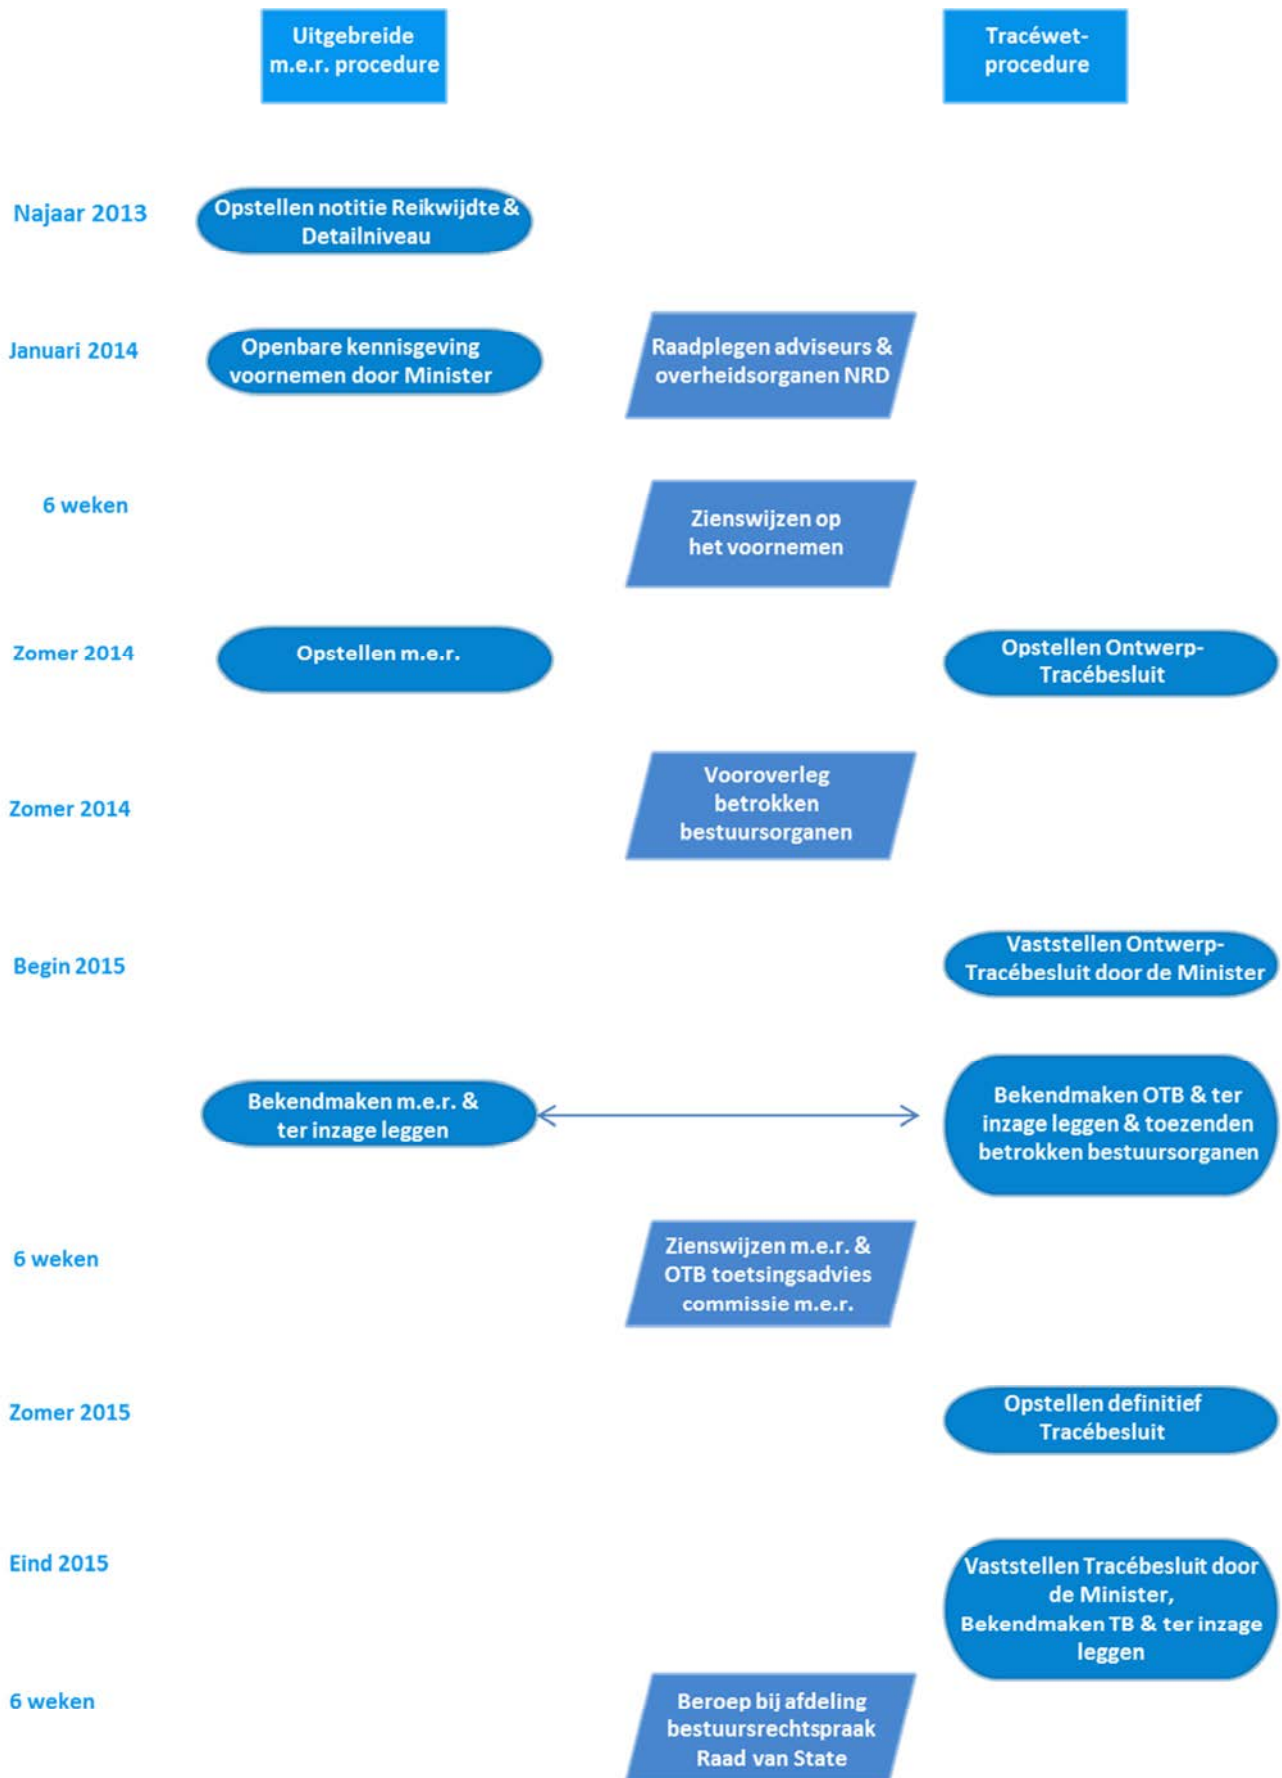 Uitgebreide
m.e.r. procedure
Tracéwet-
procedure
Najaar 2013
Opstellen notitie Reikwijdte &
Detailniveau
Januari 2014
Openbare kennisgeving
voornemen door Minister
Raadplegen adviseurs &
overheidsorganen NRD
6 weken
Zienswijzen op
het voornemen
Zomer 2014
Opstellen m.e.r.
Opstellen Ontwerp-
Tracébesluit
Zomer 2014
Vooroverleg
betrokken
bestuursorganen
Begin 2015
Vaststellen Ontwerp-
Tracébesluit door de Minister
Bekendmaken m.e.r. &
ter inzage leggen
Bekendmaken OTB & ter
inzage leggen & toezenden
betrokken bestuursorganen
6 weken
Zienswijzen m.e.r. &
OTB toetsingsadvies
commissie m.e.r.
Zomer 2015
Opstellen definitief
Tracébesluit
Eind 2015
Vaststellen Tracébesluit door
de Minister,
Bekendmaken TB & ter inzage
leggen
6 weken
Beroep bij afdeling
bestuursrechtspraak
Raad van State